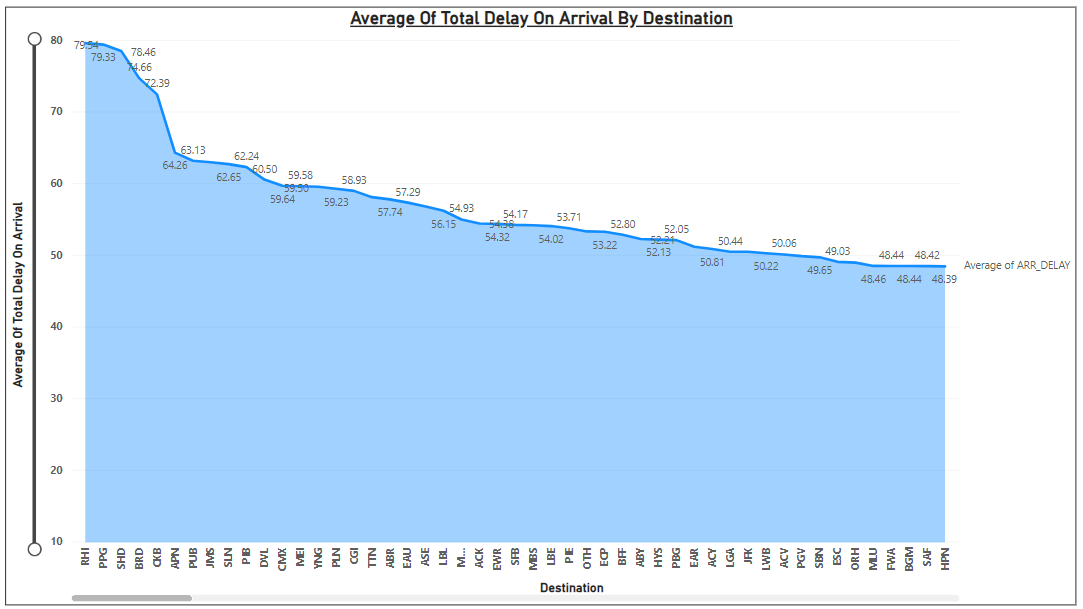 Average Of Total Delay On Arrival By Destination
Average Of Total Delay On Arrival
80
70
60
50
40
30
20
10
79.54
79.33
78.46
74.66
72.39
64.26
63.13
62.65
62.24
60.50
59.64
59.50
59.58
59.23
58.93
57.74
57.29
56.15
54.93
54.38
54.32
54.17
54.02
53.71
53.22
52.80
52.21
52.13
52.05
50.81
50.44
50.22
50.06
49.65
49.03
48.46
48.44
48.44
48.42
48.39
Average of ARR_DELAY
RHI
PPG
SHD
BRD
CKB
APN
PUB
JMS
SLN
PIB
DVL
CMX
MEI
YNG
PLN
CGI
TTN
ABR
EAU
ASE
LBL
M...
ACK
EWR
SFB
MBS
LBE
PIE
OTH
ECP
BFF
ABY
HYS
PBG
EAR
ACY
LGA
JFK
LWB
ACV
PGV
SBN
ESC
ORH
MLU
FWA
BGM
SAF
HPN
Destination